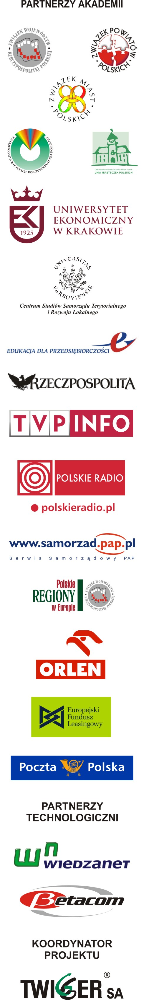 PARTNERZY AKADEMII
ZWIĄZEK WOJEWÓDZTW
RZECZYPOSPOLITEJ POLSKIEJ
ZWIĄZEK POWIATÓW
POLSKICH
ZWIĄZEK MIAST
POLSKICH
ZWIĄZEK GMIN WIEJSKICH RZECZYPOSPOLITEJ POLSKIEJ
Dobrowolne Stowarzyszenie Miast i Gmin
UNIA MIASTECZEK POLSKICH
EK
1925
UNIWERSYTET
EKONOMICZNY
W KRAKOWIE
UNIVERSITAS
VARSOVIENSIS
Centrum Studiów Samorządu Terytorialnego
i Rozwoju Lokalnego
e
EDUKACJA DLA PRZEDSIĘBIORCZOŚCI
RZECZPOSPOLITA
TVP INFO
POLSKIE RADIO
polskieradio.pl
www.samorzad.pap.pl
Serwis Samorządowy PAP
Polskie
REGIONY
w Europie
ZWIĄZEK WOJEWÓDZTW
RZECZYPOSPOLITEJ POLSKIEJ
ORLEN
Europejski
Fundusz
Leasingowy
Poczta Polska
PARTNERZY
TECHNOLOGICZNI
wn
WIEDZANET
Betacom
KOORDYNATOR
PROJEKTU
TWIGER SA ®